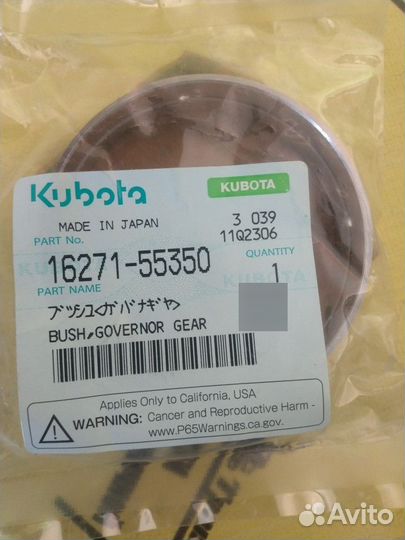 Kubota
KUBOTA
MADE IN JAPAN
3 039
PART No.
11Q2306
16271-55350
QUANTITY
1
PART NAME
ブッシユ<ガバナギヤ>
BUSH,GOVERNOR GEAR
Applies Only to California, USA
WARNING: Cancer and Reproductive Harm -
www.P65Warnings.ca.gov.
Avito